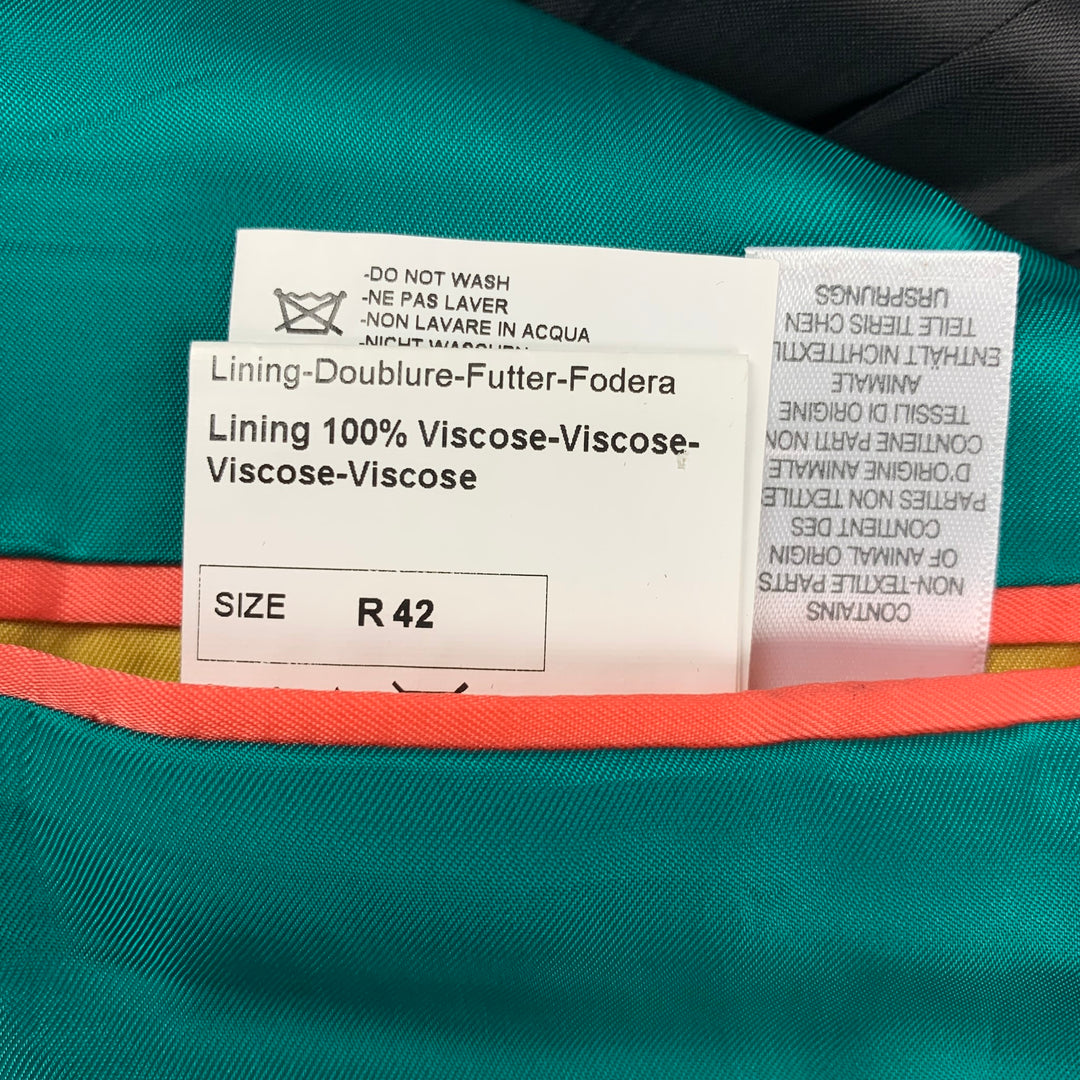 -DO NOT WASH
-NE PAS LAVER
-NON LAVARE IN ACQUA
-NICHT
Lining-Doublure-Futter-Fodera
Lining 100% Viscose-Viscose-
Viscose-Viscose
SIZE R 42
CONTAINS
NON-TEXTILE PARTS
OF ANIMAL ORIGIN
CONTIENT DES
PARTIES NON TEXTILE
D'ORIGINE ANIMALE
CONTIENE PARTI NON
TESSILI DI ORIGINE
ANIMALE
ENTHÄLT NICHTTEXTIL
TEILE TIERIS CHEN
URSPRUNGS